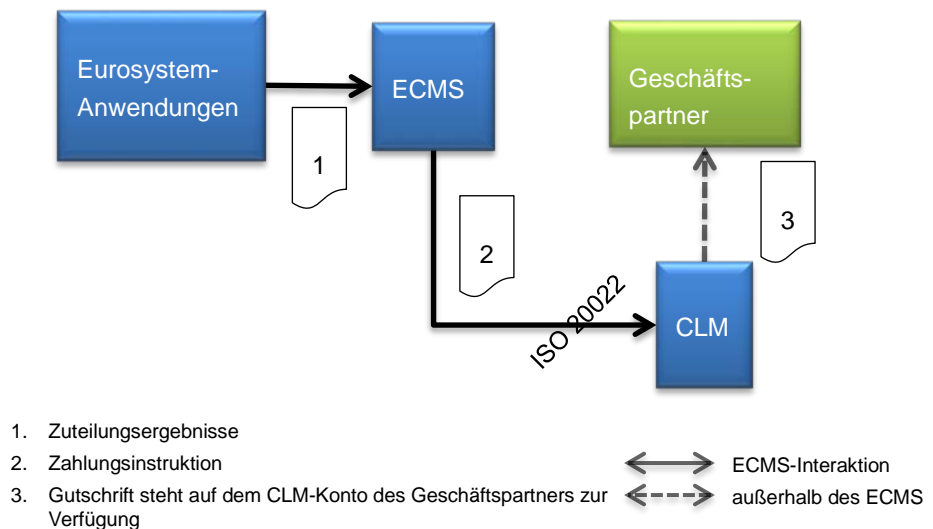 Eurosystem-
Anwendungen
ECMS
Geschäfts-
partner
1
2
3
ISO 20022
CLM
1. Zuteilungsergebnisse
2. Zahlungsinstruktion
3. Gutschrift steht auf dem CLM-Konto des Geschäftspartners zur
Verfügung
ECMS-Interaktion
außerhalb des ECMS